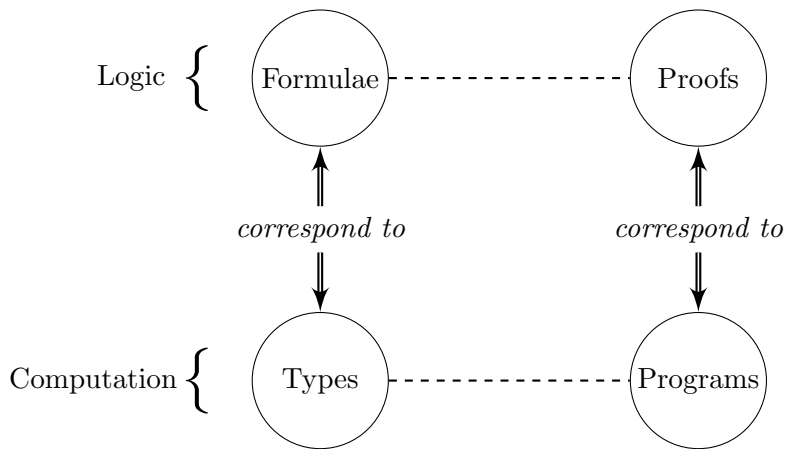 Logic Formulae Proofs
correspond to correspond to
Computation Types Programs